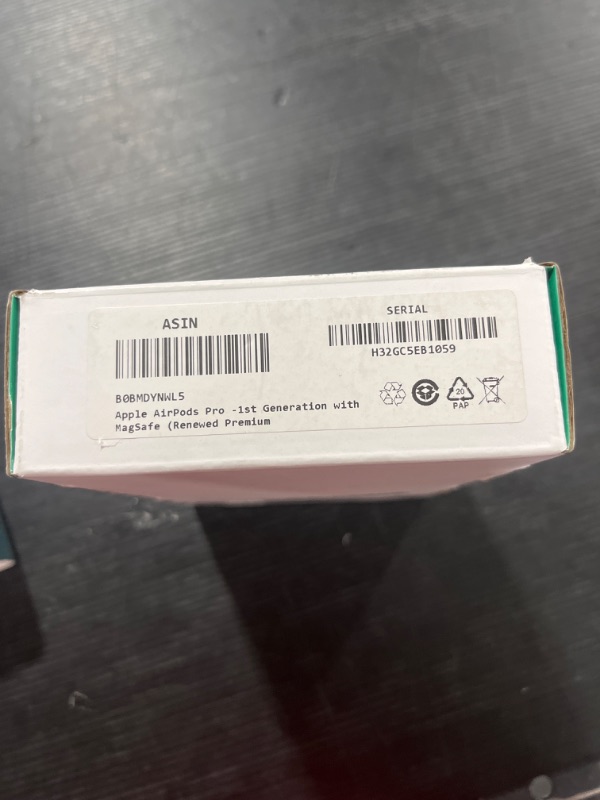 ASIN
B0BMDYNWL5
Apple AirPods Pro -1st Generation with
MagSafe (Renewed Premium
SERIAL
H32GC5EB1059
20
PAP